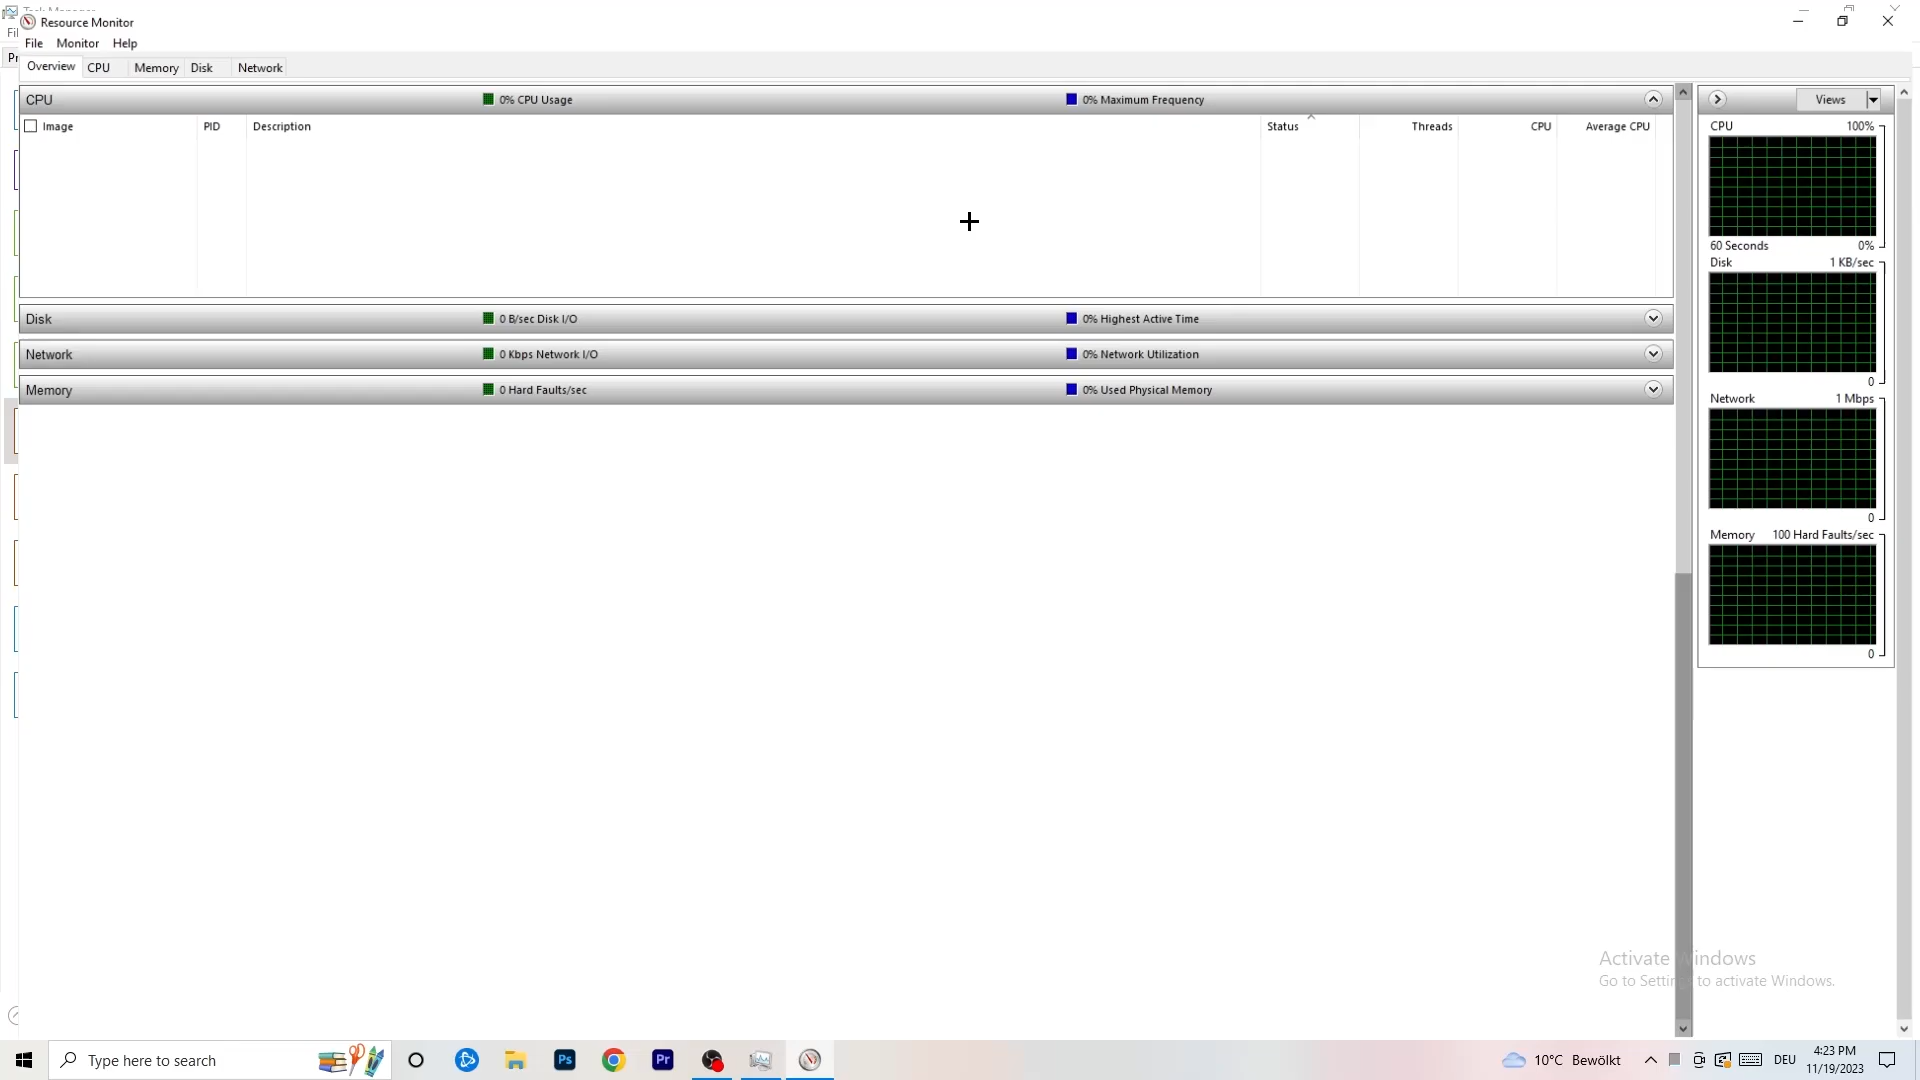 Resource Monitor
File Monitor Help
Overview CPU Memory Disk Network
CPU 0% CPU Usage 0% Maximum Frequency
Image PID Description Status Threads CPU Average CPU
Disk 0 B/sec Disk I/O 0% Highest Active Time
Network 0 Kbps Network I/O 0% Network Utilization
Memory 0 Hard Faults/sec 0% Used Physical Memory
Views
CPU 100%
60 Seconds 0%
Disk 1 KB/sec
0
Network 1 Mbps
0
Memory 100 Hard Faults/sec
0
Activate Windows
Go to Settings to activate Windows.
Type here to search
Ps
Pr
10°C Bewölkt
DEU
4:23 PM
11/19/2023